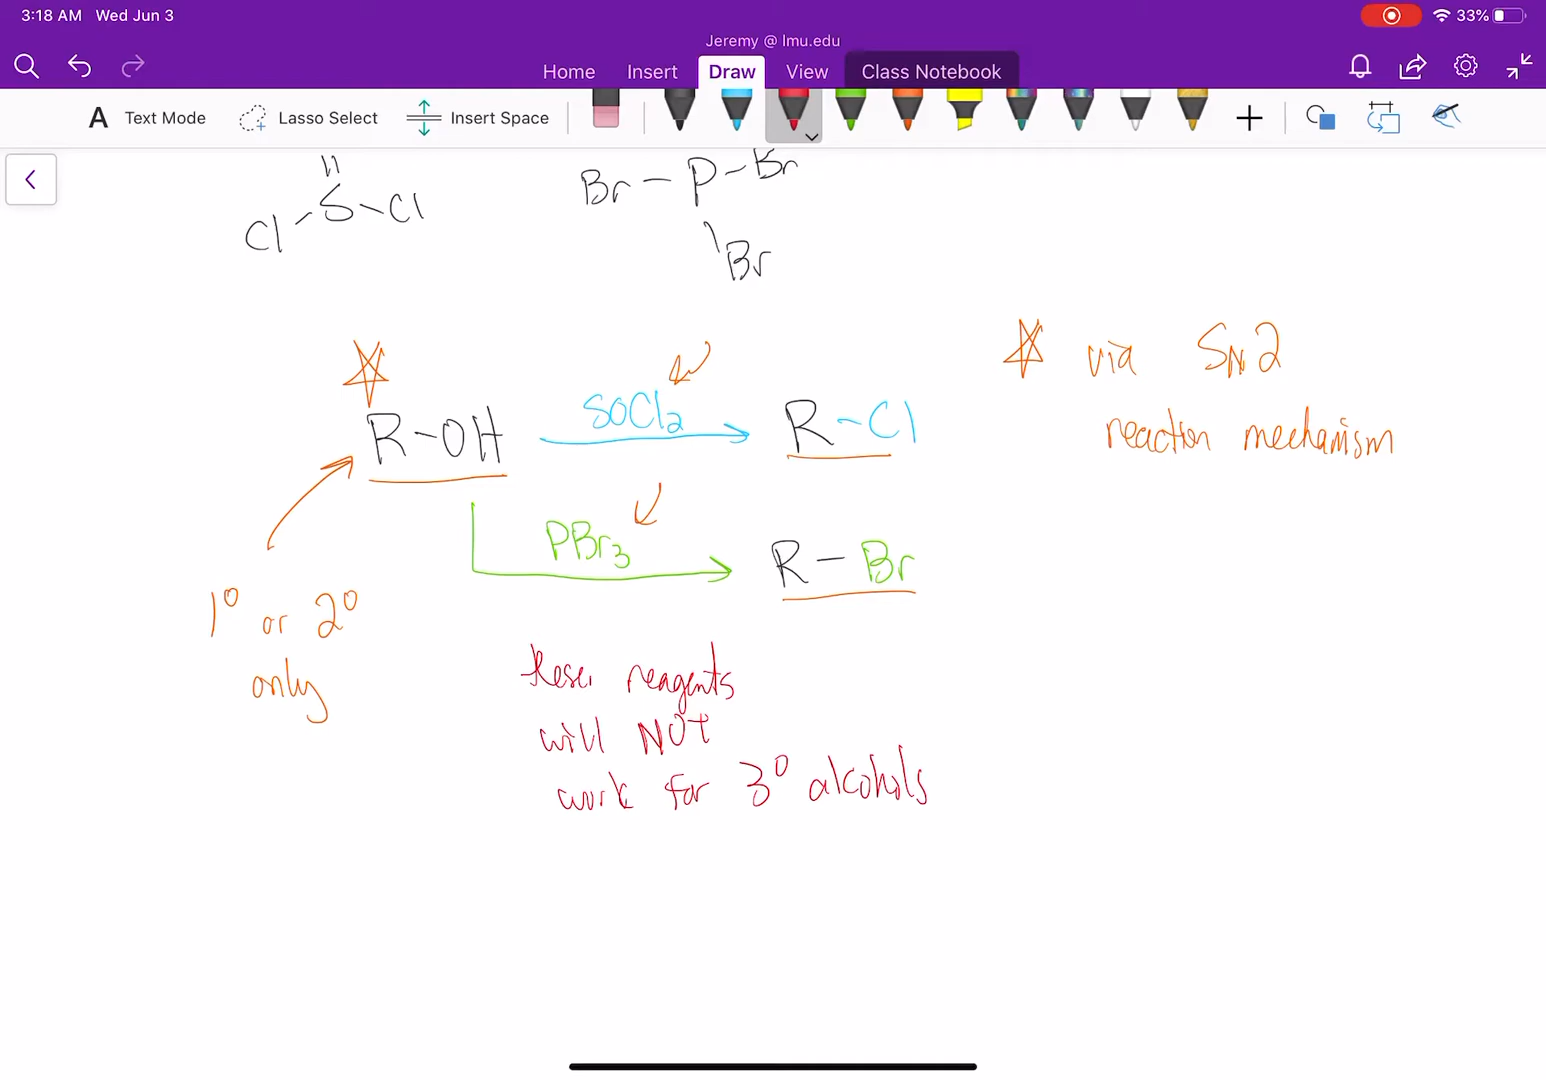 3:18 AM Wed Jun 3
33%
Jeremy @ lmu.edu
Home Insert Draw View Class Notebook
A Text Mode Lasso Select Insert Space
Cl S Cl
Br P Br
Br
R-OH SOCl2 R-Cl
PBr3 R-Br
via SN2
reaction mechanism
1° or 2°
only
these reagents
will NOT
work for 3° alcohols